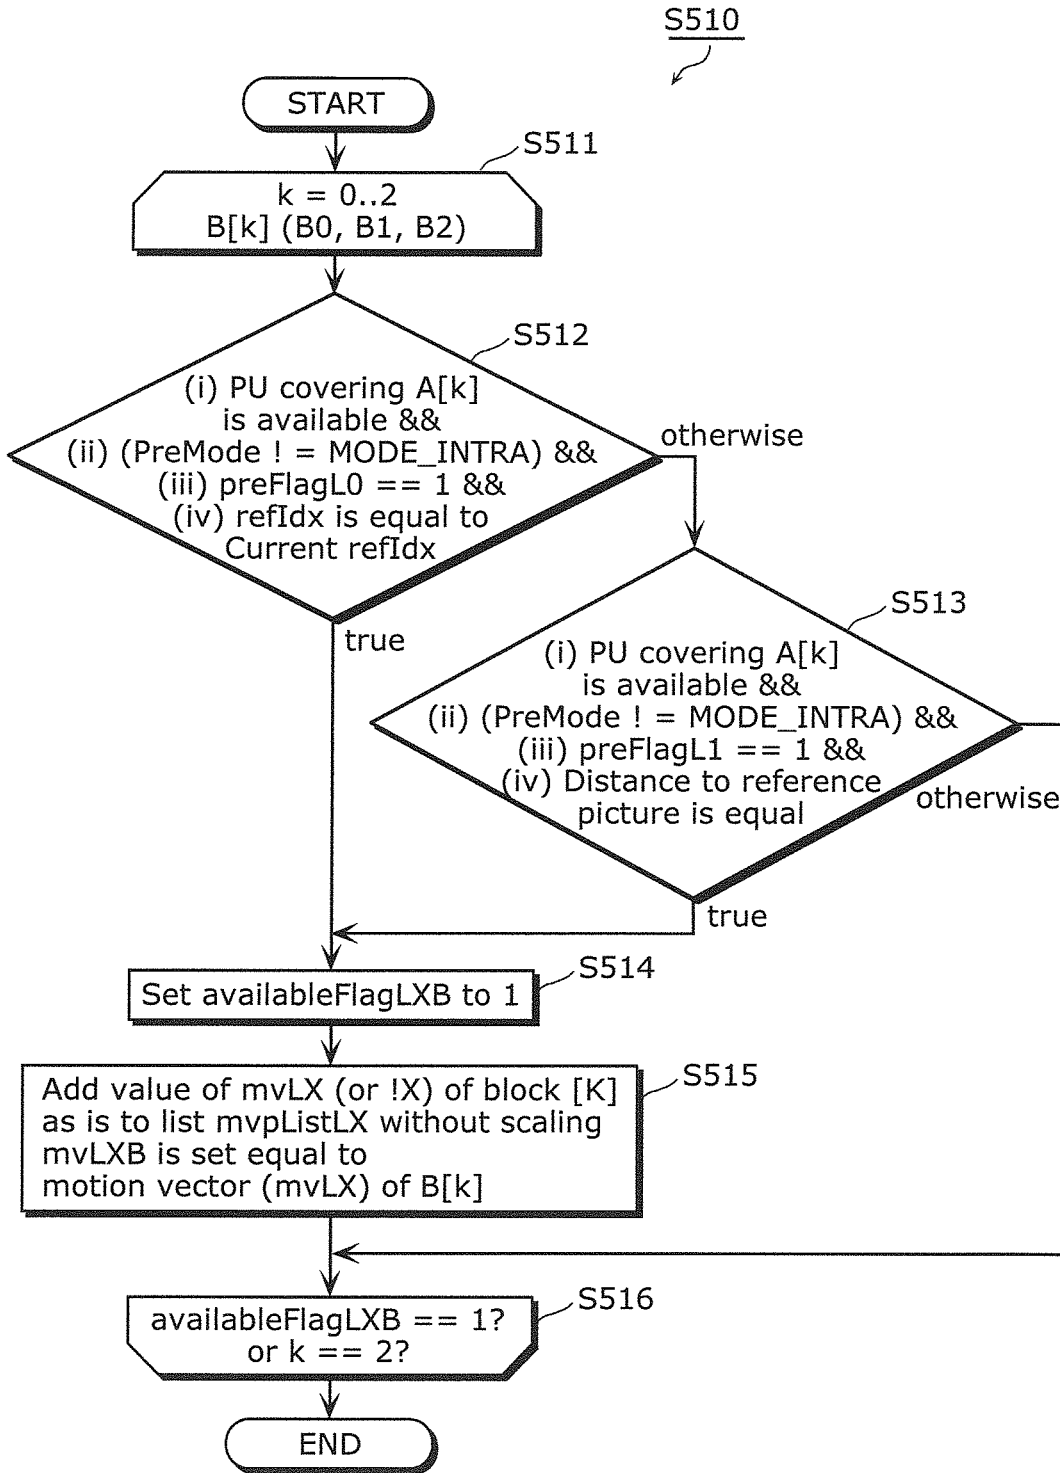 S510
START
S511
k = 0..2
B[k] (B0, B1, B2)
S512
(i) PU covering A[k]
is available &&
(ii) (PreMode ! = MODE_INTRA) &&
(iii) preFlagL0 == 1 &&
(iv) refIdx is equal to
Current refIdx
otherwise
true
S513
(i) PU covering A[k]
is available &&
(ii) (PreMode ! = MODE_INTRA) &&
(iii) preFlagL1 == 1 &&
(iv) Distance to reference
picture is equal
otherwise
true
S514
Set availableFlagLXB to 1
S515
Add value of mvLX (or !X) of block [K]
as is to list mvpListLX without scaling
mvLXB is set equal to
motion vector (mvLX) of B[k]
S516
availableFlagLXB == 1?
or k == 2?
END